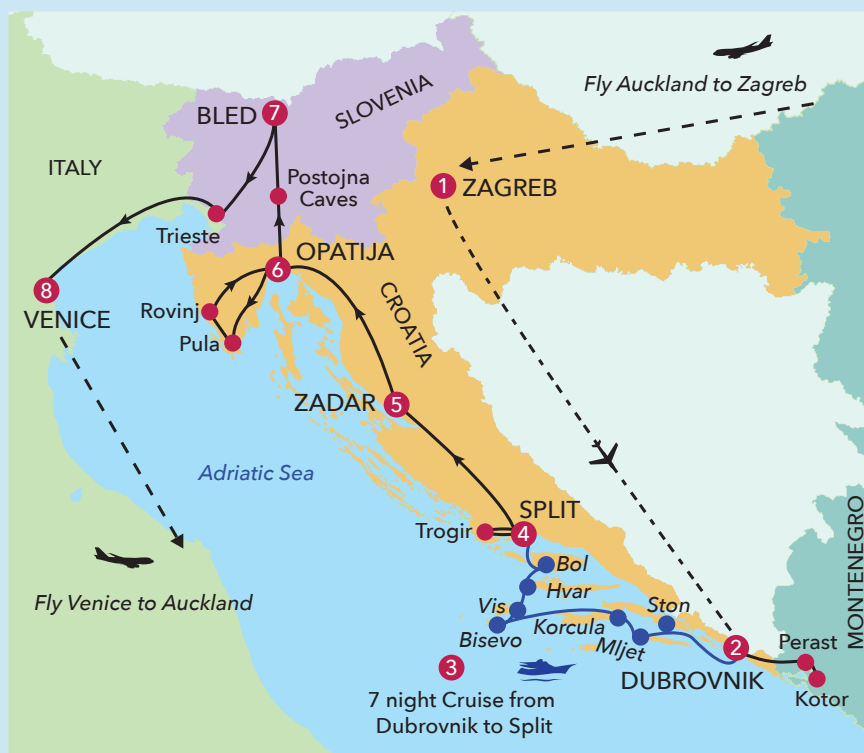 Fly Auckland to Zagreb
SLOVENIA
BLED
7
ITALY
Postojna
Caves
1
ZAGREB
Trieste
OPATIJA
6
8
VENICE
Rovinj
Pula
CROATIA
ZADAR
5
Adriatic Sea
SPLIT
Trogir
4
Bol
Hvar
Fly Venice to Auckland
Vis
Ston
Bisevo
Korcula
Mljet
2
Perast
MONTENEGRO
3
DUBROVNIK
Kotor
7 night Cruise from
Dubrovnik to Split